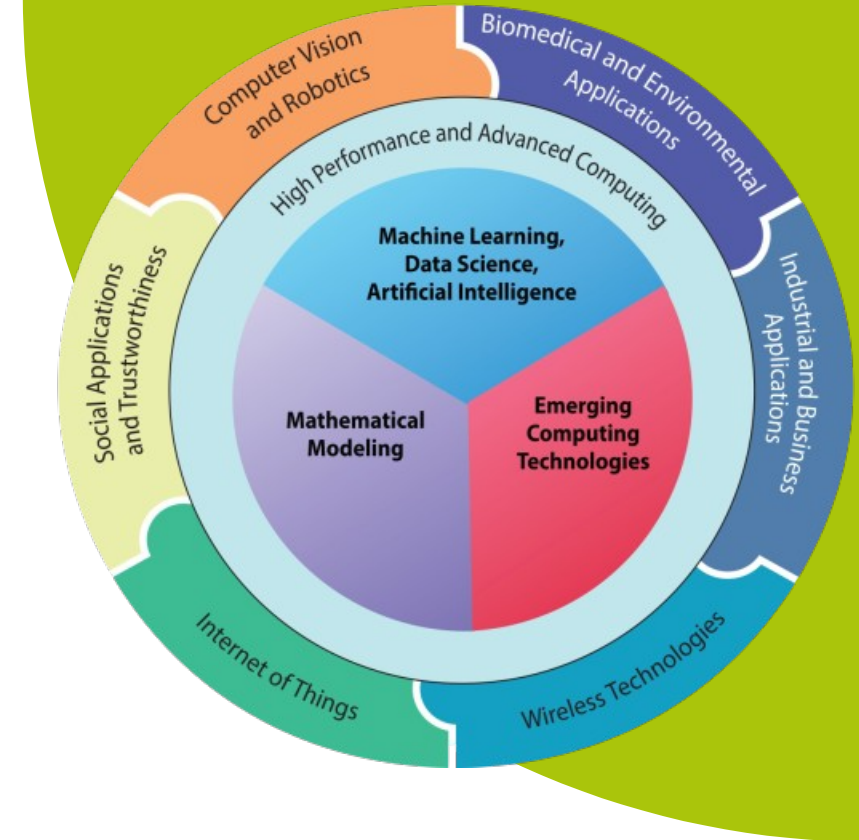 Computer Vision
and Robotics
Biomedical and Environmental
Applications
High Performance and Advanced Computing
Machine Learning,
Data Science,
Artificial Intelligence
Social Applications
and Trustworthiness
Industrial and Business
Applications
Mathematical
Modeling
Emerging
Computing
Technologies
Internet of Things
Wireless Technologies